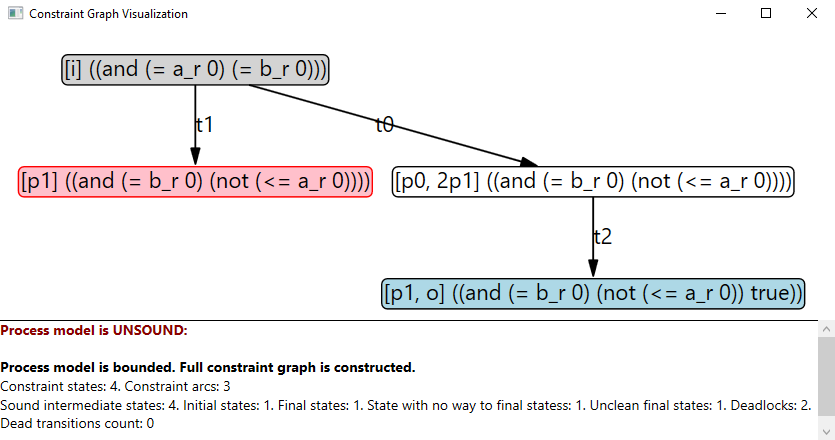 Constraint Graph Visualization
[i] ((and (= a_r 0) (= b_r 0)))
t1
t0
[p1] ((and (= b_r 0) (not (<= a_r 0))))
[p0, 2p1] ((and (= b_r 0) (not (<= a_r 0))))
t2
[p1, o] ((and (= b_r 0) (not (<= a_r 0)) true))
Process model is UNSOUND:
Process model is bounded. Full constraint graph is constructed.
Constraint states: 4. Constraint arcs: 3
Sound intermediate states: 4. Initial states: 1. Final states: 1. State with no way to final statess: 1. Unclean final states: 1. Deadlocks: 2.
Dead transitions count: 0